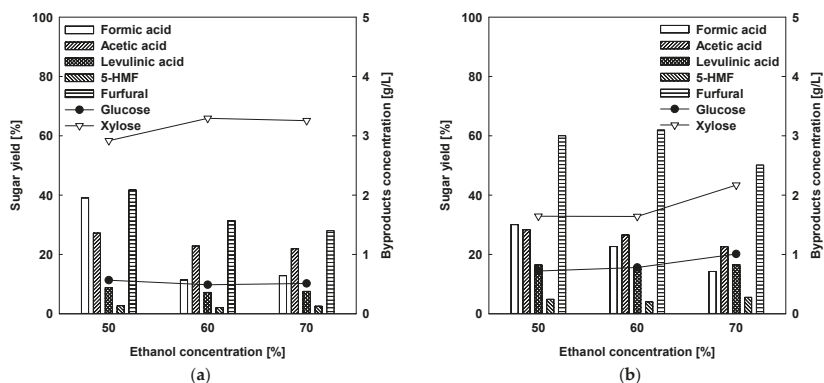 100
80
60
40
20
0
Sugar yield [%]
Formic acid
Acetic acid
Levulinic acid
5-HMF
Furfural
Glucose
Xylose
5
4
3
2
1
0
Byproducts concentration [g/L]
50 60 70
Ethanol concentration [%]
(a)
100
80
60
40
20
0
Sugar yield [%]
Formic acid
Acetic acid
Levulinic acid
5-HMF
Furfural
Glucose
Xylose
5
4
3
2
1
0
Byproducts concentration [g/L]
50 60 70
Ethanol concentration [%]
(b)